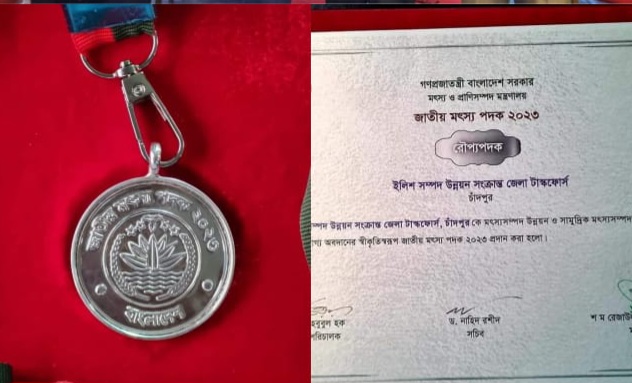 জাতীয় মৎস্য পদক ২০২৩
বাংলাদেশ
গণপ্রজাতন্ত্রী বাংলাদেশ সরকার
মৎস্য ও প্রাণিসম্পদ মন্ত্রণালয়
জাতীয় মৎস্য পদক ২০২৩
রৌপ্যপদক
ইলিশ সম্পদ উন্নয়ন সংক্রান্ত জেলা টাস্কফোর্স
চাঁদপুর
উন্নয়ন সংক্রান্ত জেলা টাস্কফোর্স, চাঁদপুর কে মৎস্যসম্পদ উন্নয়ন ও সামুদ্রিক মৎস্যসম্পদ
অবদানের স্বীকৃতিস্বরূপ জাতীয় মৎস্য পদক ২০২৩ প্রদান করা হলো।
হক
ড. নাহিদ রশীদ
সচিব
শ ম